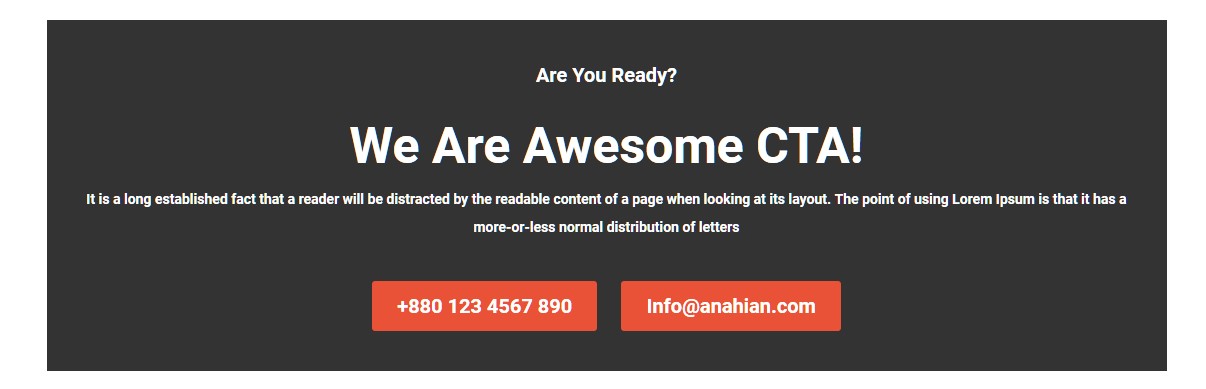 Are You Ready?
We Are Awesome CTA!
It is a long established fact that a reader will be distracted by the readable content of a page when looking at its layout. The point of using Lorem Ipsum is that it has a
more-or-less normal distribution of letters
+880 123 4567 890
Info@anahian.com